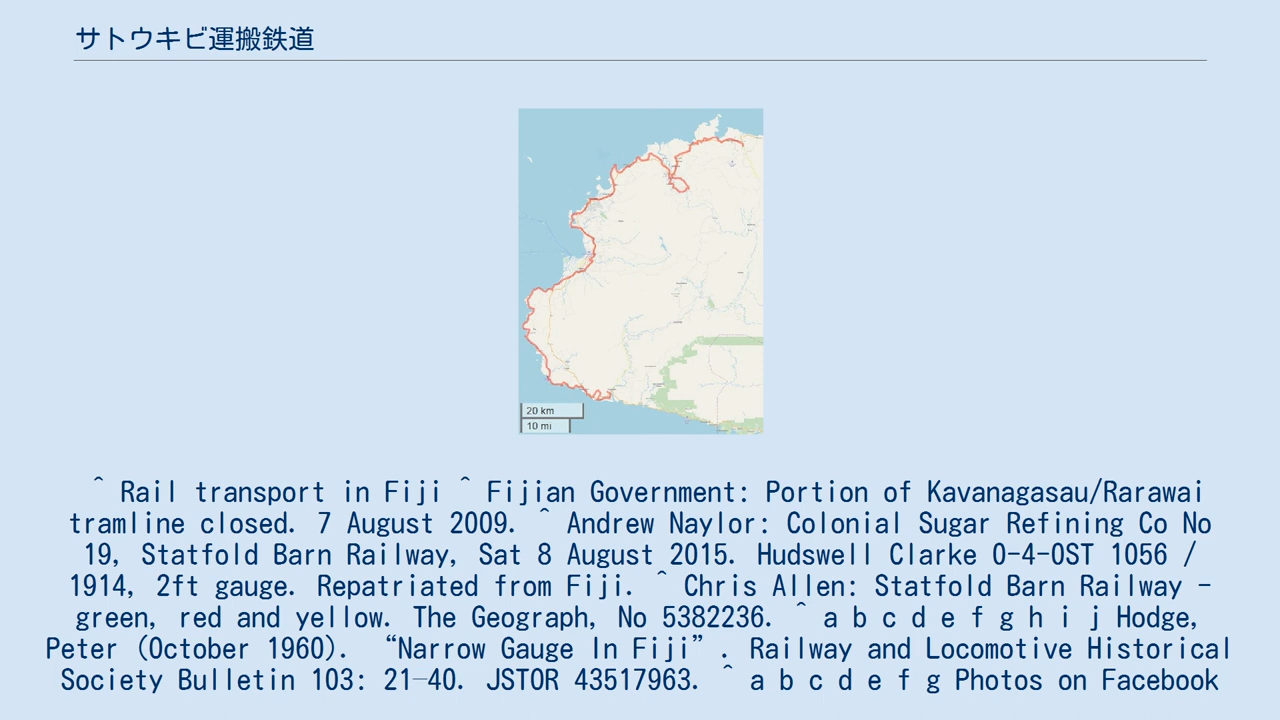 サトウキビ運搬鉄道
20 km
10 mi
^ Rail transport in Fiji ^ Fijian Government: Portion of Kavanagasau/Rarawai
tramline closed. 7 August 2009. ^ Andrew Naylor: Colonial Sugar Refining Co No
19, Statfold Barn Railway, Sat 8 August 2015. Hudswell Clarke 0-4-0ST 1056 /
1914, 2ft gauge. Repatriated from Fiji. ^ Chris Allen: Statfold Barn Railway -
green, red and yellow. The Geograph, No 5382236. ^ a b c d e f g h i j Hodge,
Peter (October 1960). “Narrow Gauge In Fiji”. Railway and Locomotive Historical
Society Bulletin 103: 21–40. JSTOR 43517963. ^ a b c d e f g Photos on Facebook